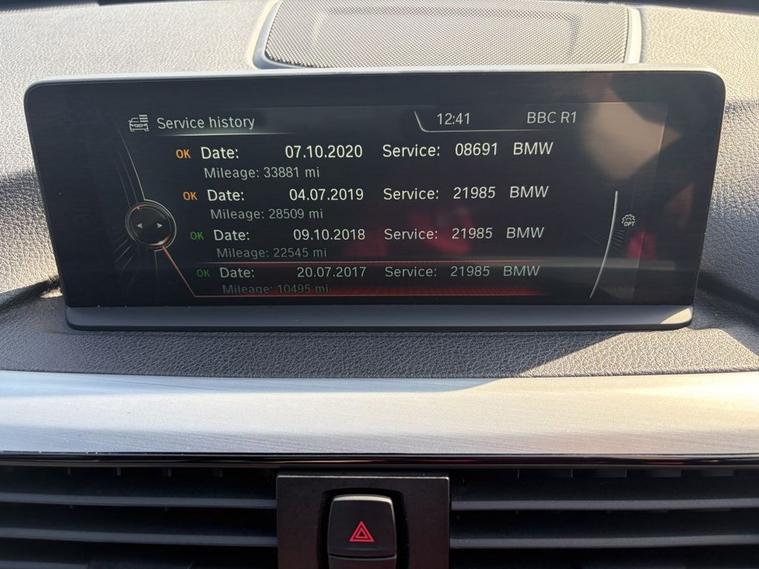 Service history 12:41 BBC R1
OK Date: 07.10.2020 Service: 08691 BMW
Mileage: 33881 mi
OK Date: 04.07.2019 Service: 21985 BMW
Mileage: 28509 mi
OK Date: 09.10.2018 Service: 21985 BMW
Mileage: 22545 mi
OK Date: 20.07.2017 Service: 21985 BMW
Mileage: 10495 mi
OPT